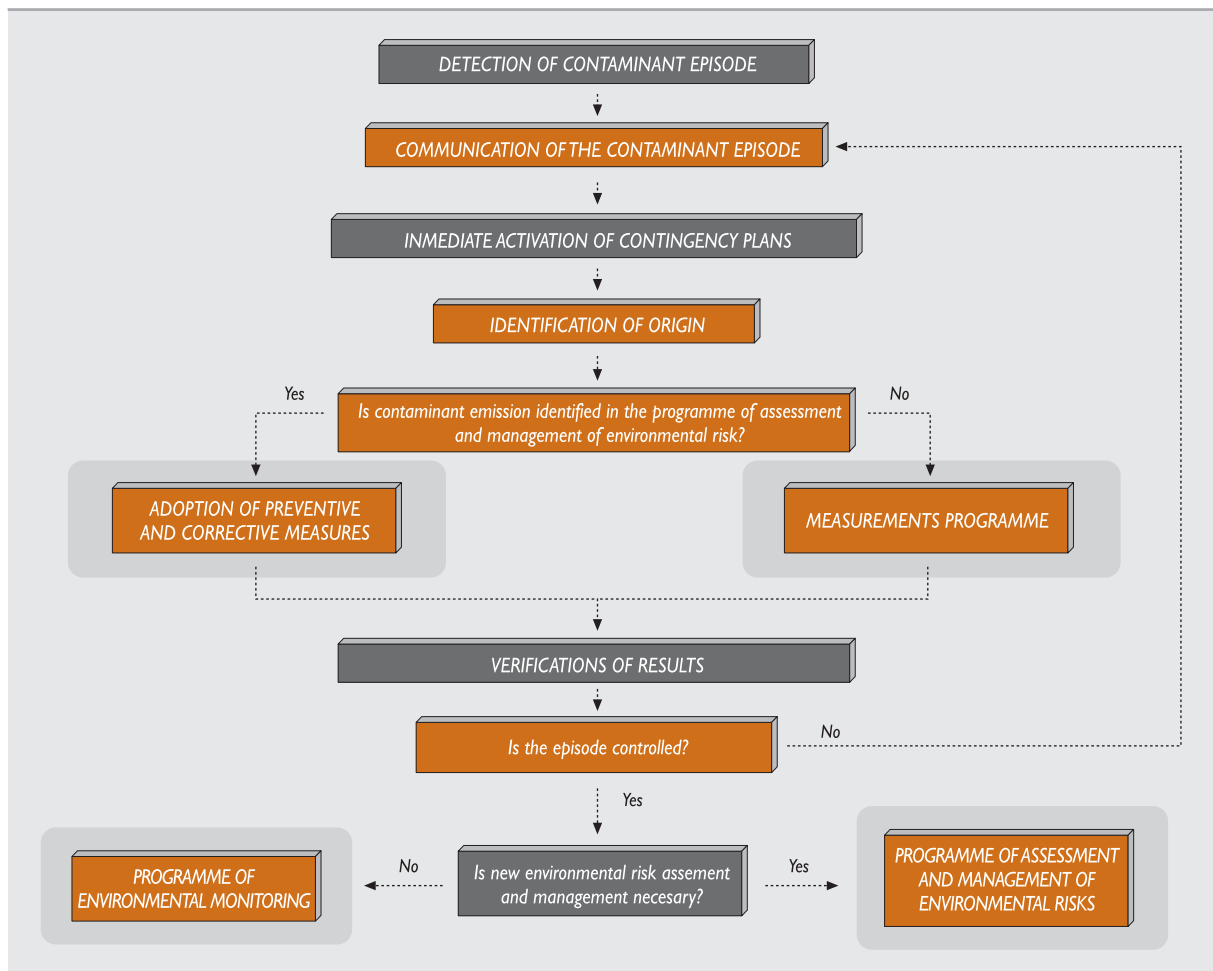 DETECTION OF CONTAMINANT EPISODE
COMMUNICATION OF THE CONTAMINANT EPISODE
INMEDIATE ACTIVATION OF CONTINGENCY PLANS
IDENTIFICATION OF ORIGIN
Yes
Is contaminant emission identified in the programme of assessment
and management of environmental risk?
No
ADOPTION OF PREVENTIVE
AND CORRECTIVE MEASURES
MEASUREMENTS PROGRAMME
VERIFICATIONS OF RESULTS
Is the episode controlled?
No
Yes
PROGRAMME OF
ENVIRONMENTAL MONITORING
No
Is new environmental risk assement
and management necesary?
Yes
PROGRAMME OF ASSESSMENT
AND MANAGEMENT OF
ENVIRONMENTAL RISKS